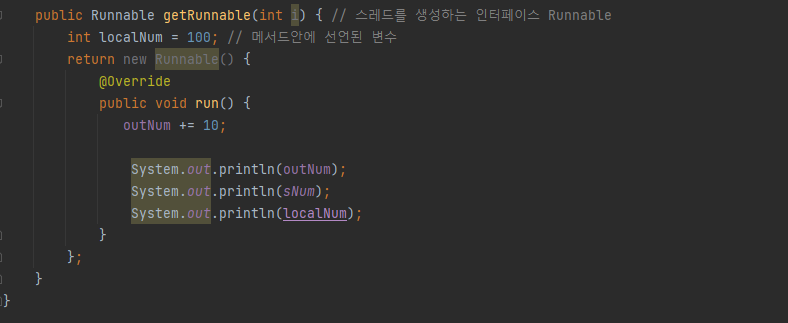 public Runnable getRunnable(int i) { // 스레드를 생성하는 인터페이스 Runnable
int localNum = 100; // 메서드안에 선언된 변수
return new Runnable() {
@Override
public void run() {
outNum += 10;
System.out.println(outNum);
System.out.println(sNum);
System.out.println(localNum);
}
};
}
}